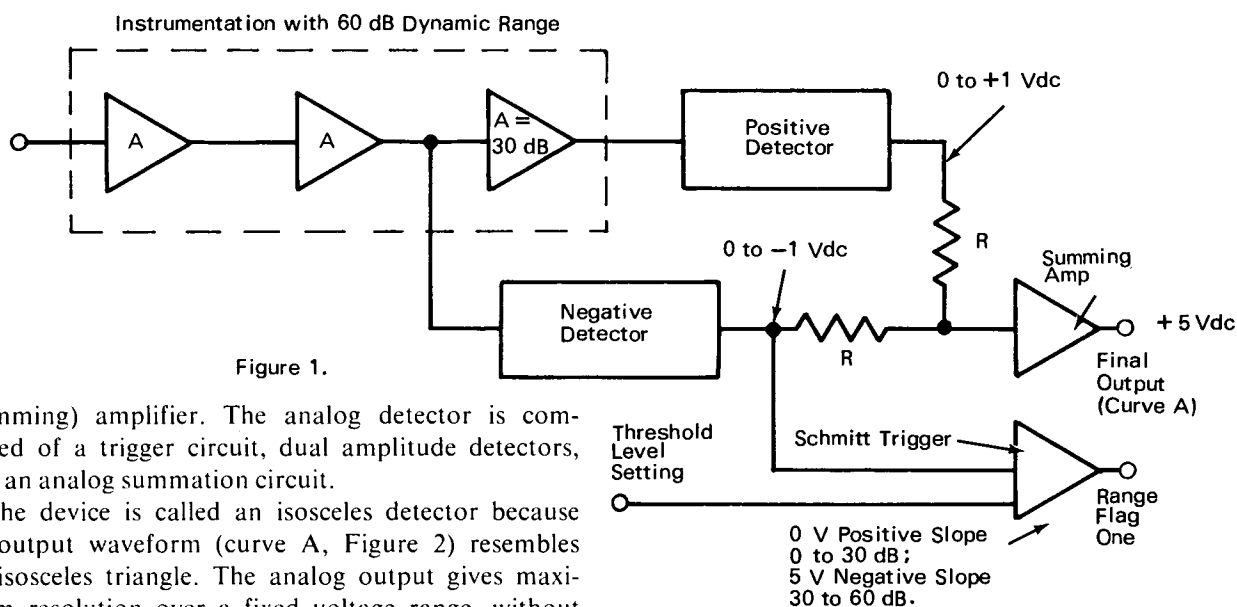 Instrumentation with 60 dB Dynamic Range
A
A
A =
30 dB
Positive
Detector
0 to +1 Vdc
R
0 to −1 Vdc
Summing
Amp
Negative
Detector
R
+ 5 Vdc
Final
Output
(Curve A)
Figure 1.
Threshold
Level
Setting
Schmitt Trigger
Range
Flag
One
0 V Positive Slope
0 to 30 dB;
5 V Negative Slope
30 to 60 dB.
mming) amplifier. The analog detector is com-
ed of a trigger circuit, dual amplitude detectors,
an analog summation circuit.
he device is called an isosceles detector because
output waveform (curve A, Figure 2) resembles
isosceles triangle. The analog output gives maxi-
m resolution over a fixed voltage range, without